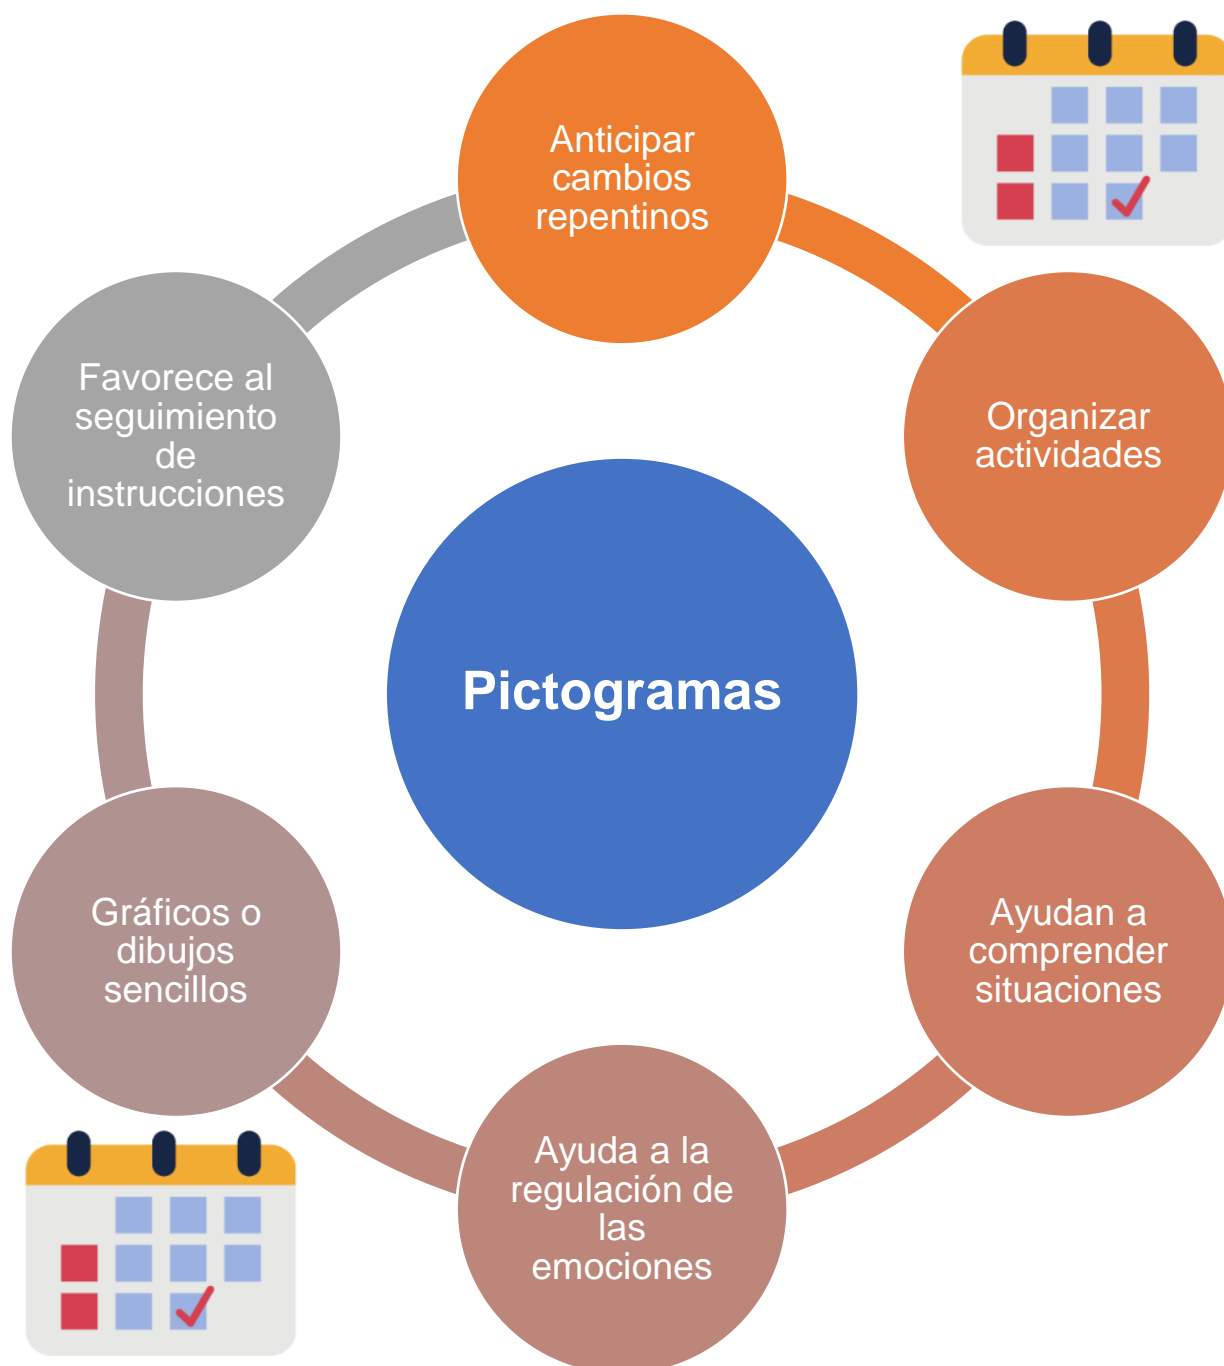 Anticipar
cambios
repentinos
Organizar
actividades
Ayudan a
comprender
situaciones
Ayuda a la
regulación de
las
emociones
Gráficos o
dibujos
sencillos
Favorece al
seguimiento
de
instrucciones
Pictogramas